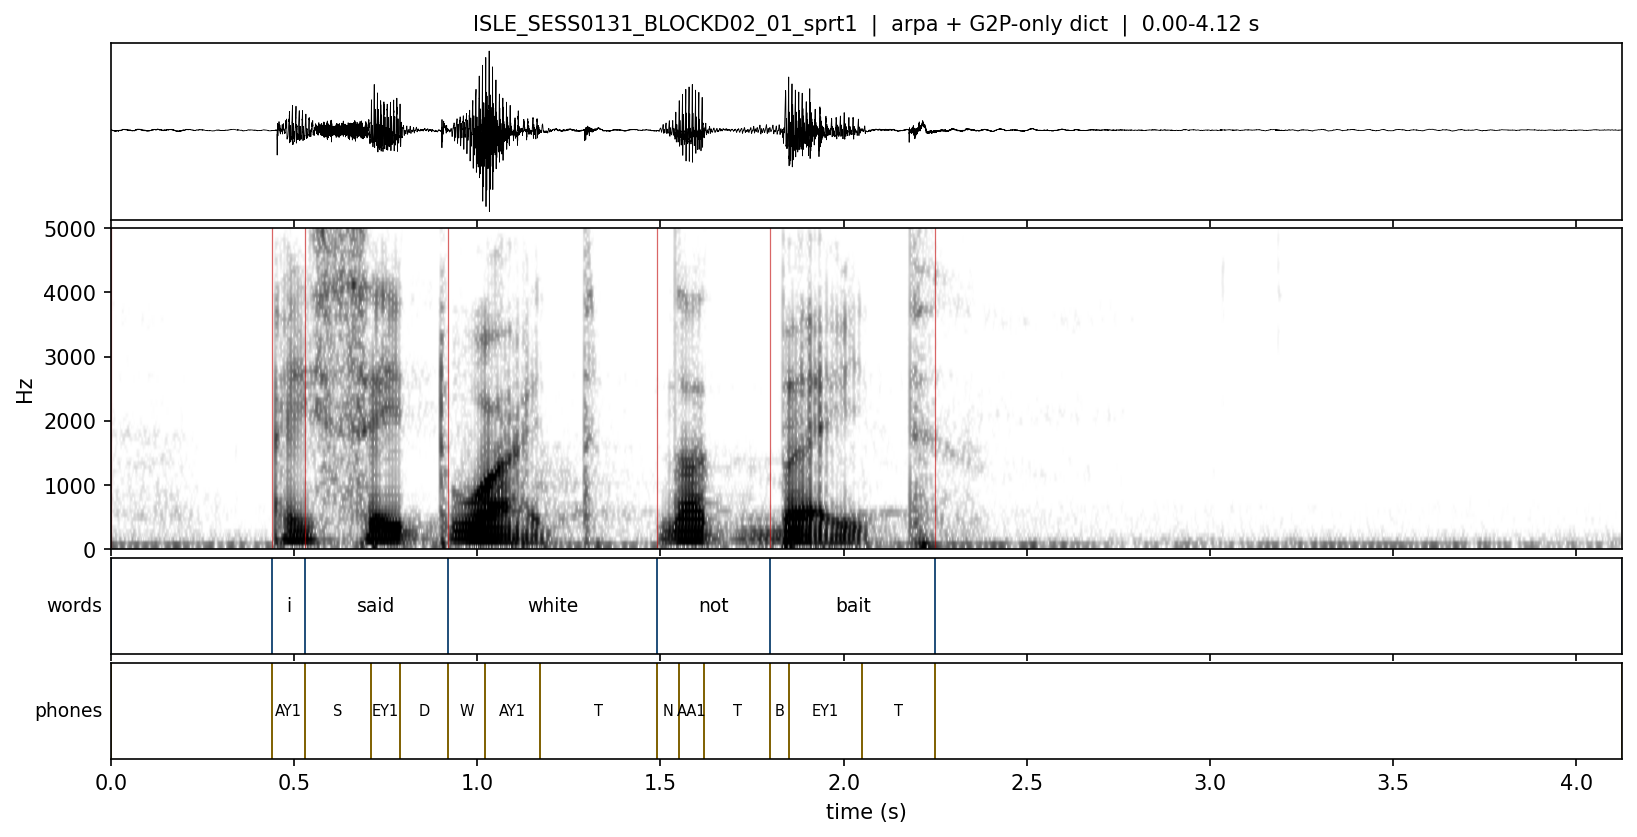 ISLE_SESS0131_BLOCKD02_01_sprt1 | arpa + G2P-only dict | 0.00-4.12 s
5000
4000
3000
2000
1000
0
Hz
words
i said white not bait
phones
AY1 S EY1 D W AY1 T N AA1 T B EY1 T
0.0 0.5 1.0 1.5 2.0 2.5 3.0 3.5 4.0
time (s)